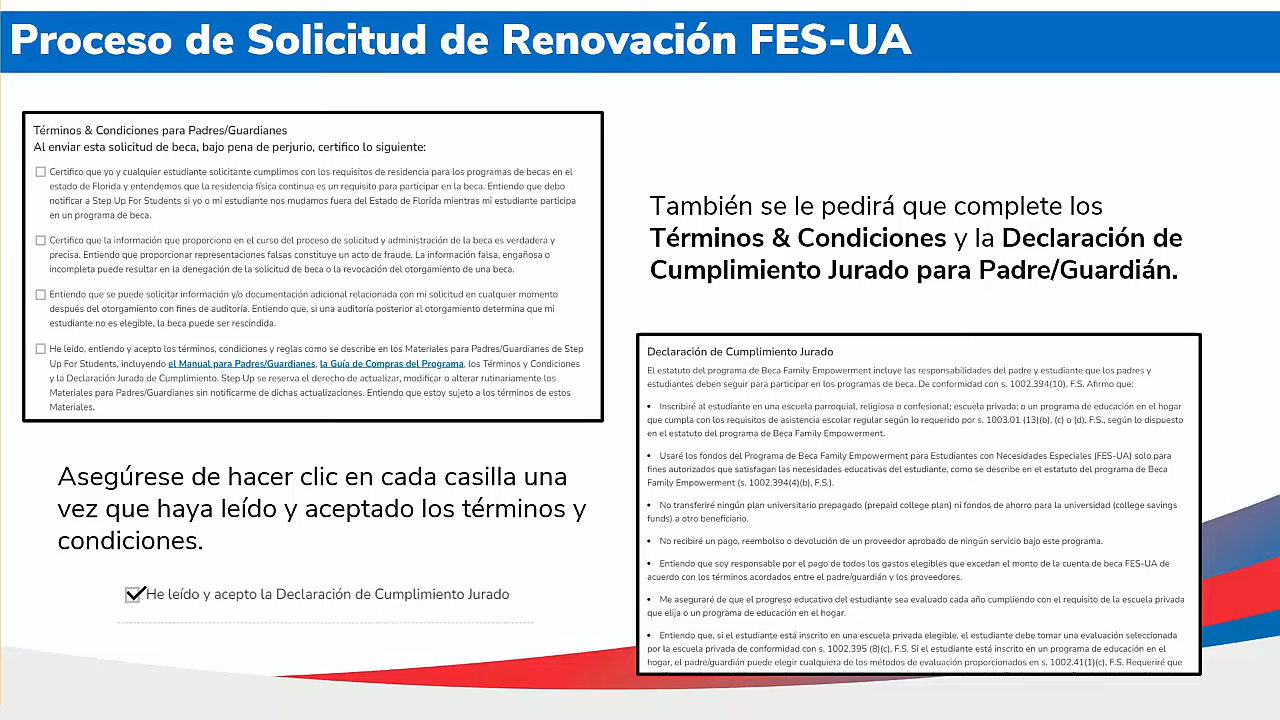 Proceso de Solicitud de Renovación FES-UA
Términos & Condiciones para Padres/Guardianes
Al enviar esta solicitud de beca, bajo pena de perjurio, certifico lo siguiente:
Certifico que yo y cualquier estudiante solicitante cumplimos con los requisitos de residencia para los programas de becas en el
estado de Florida y entendemos que la residencia física continua es un requisito para participar en la beca. Entiendo que debo
notificar a Step Up For Students si yo o mi estudiante nos mudamos fuera del Estado de Florida mientras mi estudiante participa
en un programa de beca.
Certifico que la información que proporciono en el curso del proceso de solicitud y administración de la beca es verdadera y
precisa. Entiendo que proporcionar representaciones falsas constituye un acto de fraude. La información falsa, engañosa o
incompleta puede resultar en la denegación de la solicitud de beca o la revocación del otorgamiento de una beca.
Entiendo que se puede solicitar información y/o documentación adicional relacionada con mi solicitud en cualquier momento
después del otorgamiento con fines de auditoría. Entiendo que, si una auditoría posterior al otorgamiento determina que mi
estudiante no es elegible, la beca puede ser rescindida.
He leído, entiendo y acepto los términos, condiciones y reglas como se describe en los Materiales para Padres/Guardianes de Step
Up For Students, incluyendo el Manual para Padres/Guardianes, la Guía de Compras del Programa, los Términos y Condiciones
y la Declaración Jurada de Cumplimiento. Step Up se reserva el derecho de actualizar, modificar o alterar rutinariamente los
Materiales para Padres/Guardianes sin notificarme de dichas actualizaciones. Entiendo que estoy sujeto a los términos de estos
Materiales.
Asegúrese de hacer clic en cada casilla una
vez que haya leído y aceptado los términos y
condiciones.
He leído y acepto la Declaración de Cumplimiento Jurado
También se le pedirá que complete los
Términos & Condiciones y la Declaración de
Cumplimiento Jurado para Padre/Guardián.
Declaración de Cumplimiento Jurado
El estatuto del programa de Beca Family Empowerment incluye las responsabilidades del padre y estudiante que los padres y
estudiantes deben seguir para participar en los programas de beca. De conformidad con s. 1002.394(10), F.S. Afirmo que:
• Inscribiré al estudiante en una escuela parroquial, religiosa o confesional; escuela privada; o un programa de educación en el hogar
que cumpla con los requisitos de asistencia escolar regular según lo requerido por s. 1003.01 (13)(b), (c) o (d), F.S., según lo dispuesto
en el estatuto del programa de Beca Family Empowerment.
• Usaré los fondos del Programa de Beca Family Empowerment para Estudiantes con Necesidades Especiales (FES-UA) solo para
fines autorizados que satisfagan las necesidades educativas del estudiante, como se describe en el estatuto del programa de Beca
Family Empowerment (s. 1002.394(4)(b), F.S.).
• No transferiré ningún plan universitario prepagado (prepaid college plan) ni fondos de ahorro para la universidad (college savings
funds) a otro beneficiario.
• No recibiré un pago, reembolso o devolución de un proveedor aprobado de ningún servicio bajo este programa.
• Entiendo que soy responsable por el pago de todos los gastos elegibles que excedan el monto de la cuenta de beca FES-UA de
acuerdo con los términos acordados entre el padre/guardián y los proveedores.
• Me aseguraré de que el progreso educativo del estudiante sea evaluado cada año cumpliendo con el requisito de la escuela privada
que elija o un programa de educación en el hogar.
• Entiendo que, si el estudiante está inscrito en una escuela privada elegible, el estudiante debe tomar una evaluación seleccionada
por la escuela privada de conformidad con s. 1002.395 (8)(c), F.S. Si el estudiante está inscrito en un programa de educación en el
hogar, el padre/guardián puede elegir cualquiera de los métodos de evaluación proporcionados en s. 1002.41(1)(c), F.S. Requeriré que